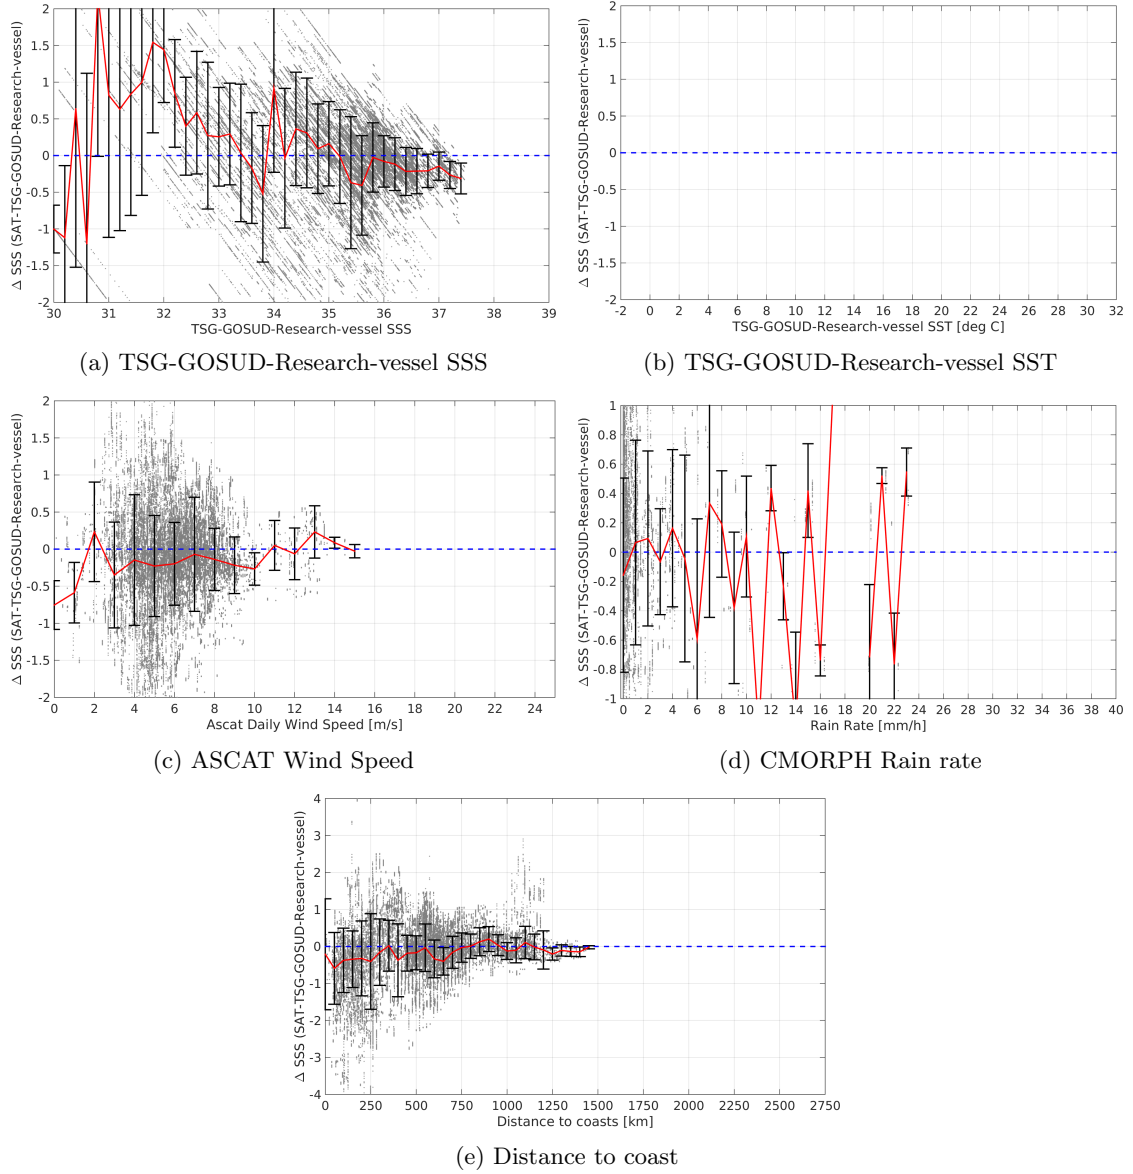 2
1.5
1
0.5
0
-0.5
-1
-1.5
-2
Δ SSS (SAT-TSG-GOSUD-Research-vessel)
30 31 32 33 34 35 36 37 38 39
TSG-GOSUD-Research-vessel SSS
(a) TSG-GOSUD-Research-vessel SSS
2
1.5
1
0.5
0
-0.5
-1
-1.5
-2
Δ SSS (SAT-TSG-GOSUD-Research-vessel)
-2 0 2 4 6 8 10 12 14 16 18 20 22 24 26 28 30 32
TSG-GOSUD-Research-vessel SST [deg C]
(b) TSG-GOSUD-Research-vessel SST
2
1.5
1
0.5
0
-0.5
-1
-1.5
-2
Δ SSS (SAT-TSG-GOSUD-Research-vessel)
0 2 4 6 8 10 12 14 16 18 20 22 24
Ascat Daily Wind Speed [m/s]
(c) ASCAT Wind Speed
1
0.8
0.6
0.4
0.2
0
-0.2
-0.4
-0.6
-0.8
-1
Δ SSS (SAT-TSG-GOSUD-Research-vessel)
0 2 4 6 8 10 12 14 16 18 20 22 24 26 28 30 32 34 36 38 40
Rain Rate [mm/h]
(d) CMORPH Rain rate
4
3
2
1
0
-1
-2
-3
-4
Δ SSS (SAT-TSG-GOSUD-Research-vessel)
0 250 500 750 1000 1250 1500 1750 2000 2250 2500 2750
Distance to coasts [km]
(e) Distance to coast